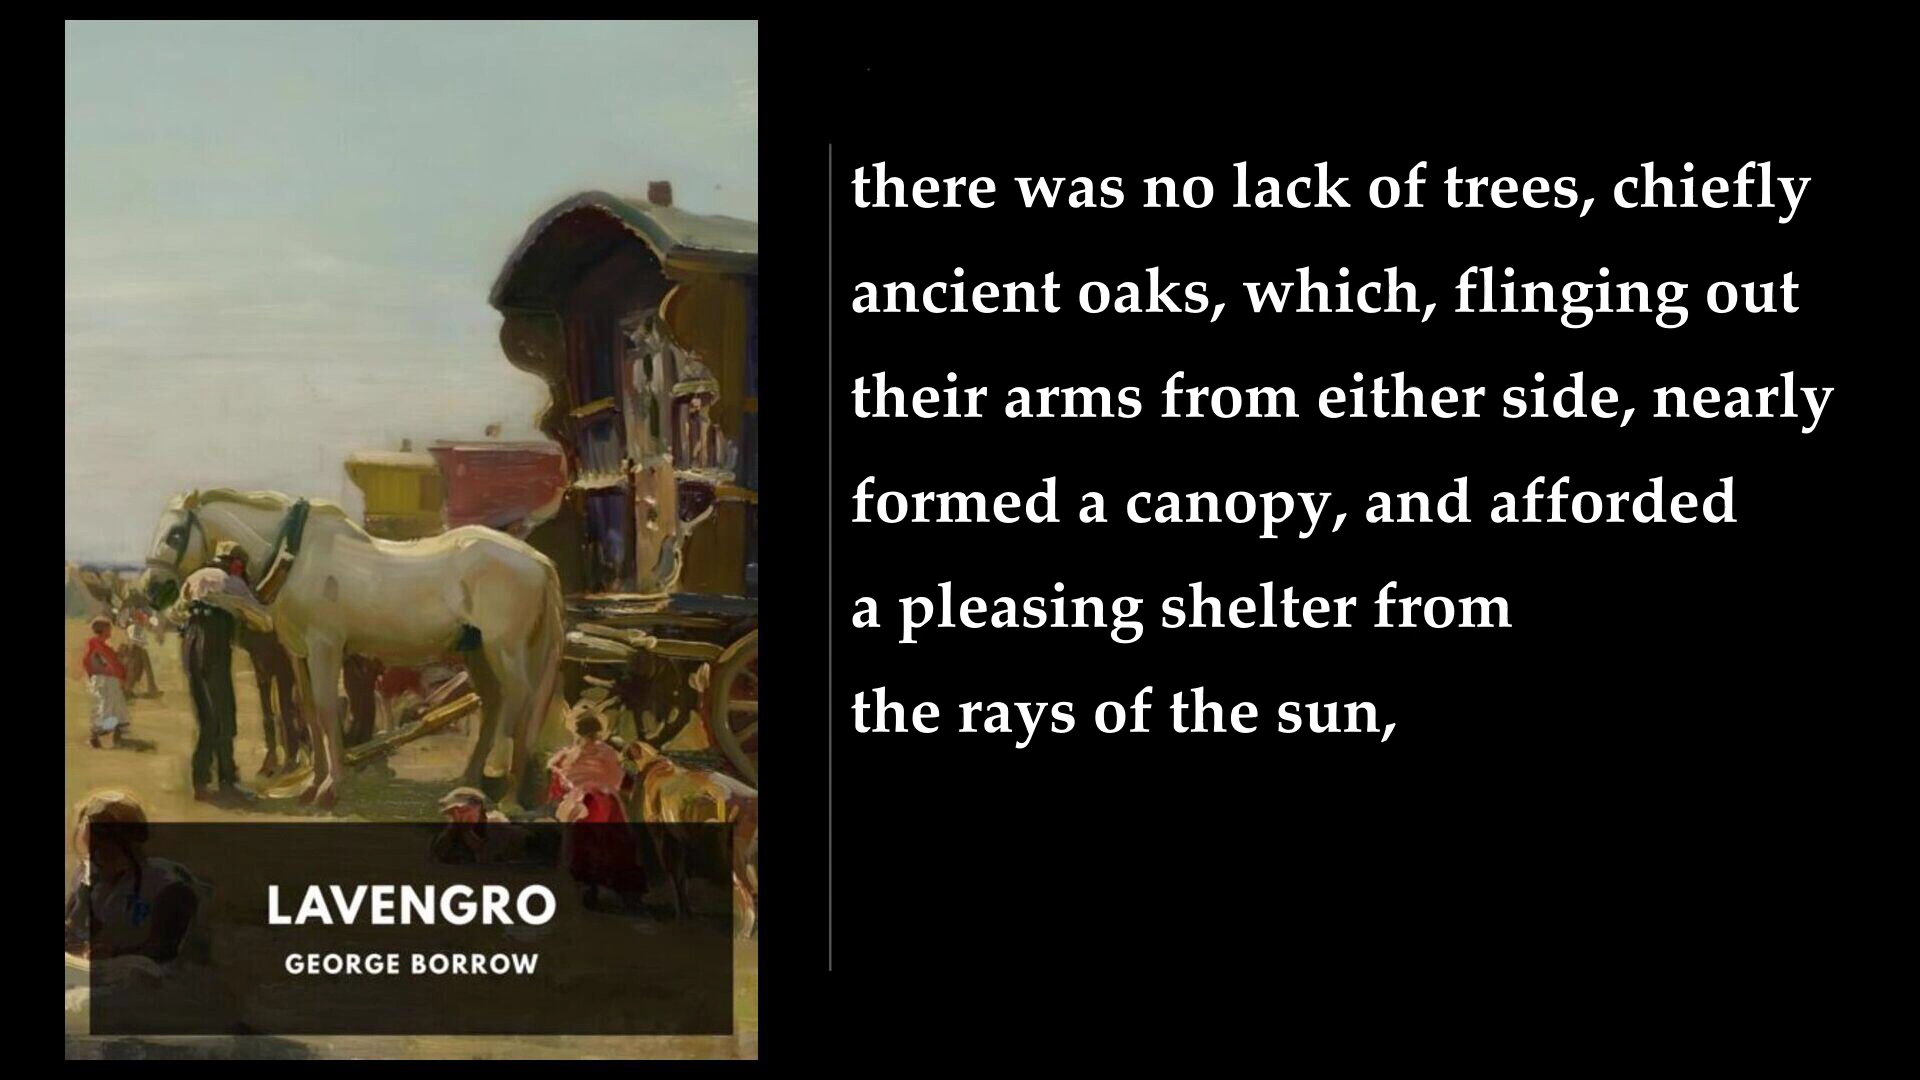 there was no lack of trees, chiefly
ancient oaks, which, flinging out
their arms from either side, nearly
formed a canopy, and afforded
a pleasing shelter from
the rays of the sun,
LAVENGRO
GEORGE BORROW